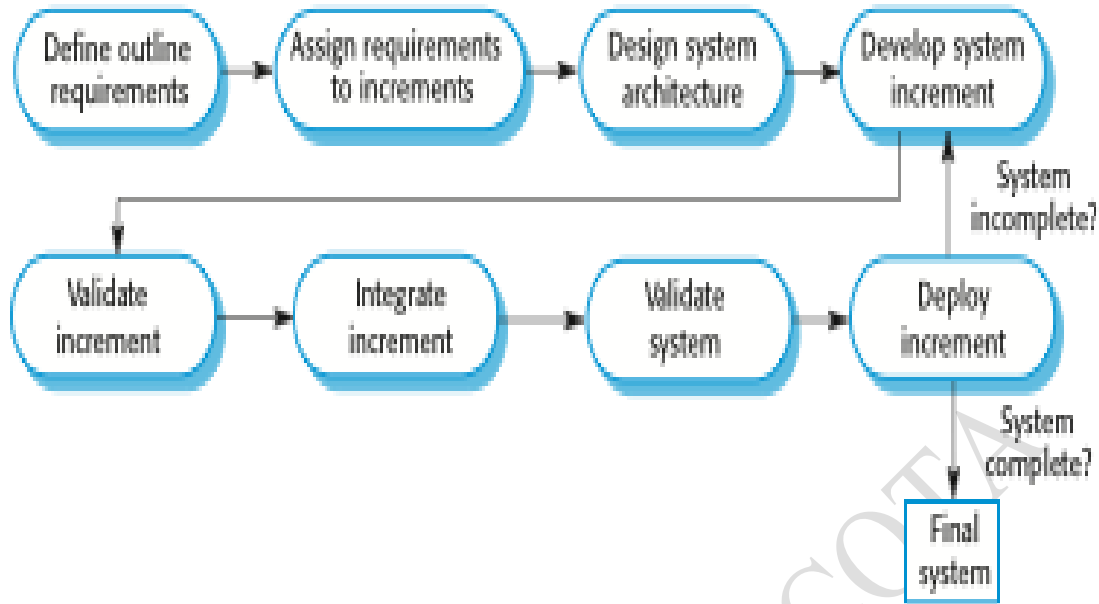 Define outline
requirements
Assign requirements
to increments
Design system
architecture
Develop system
increment
System
incomplete?
Validate
increment
Integrate
increment
Validate
system
Deploy
increment
System
complete?
Final
system
COTA